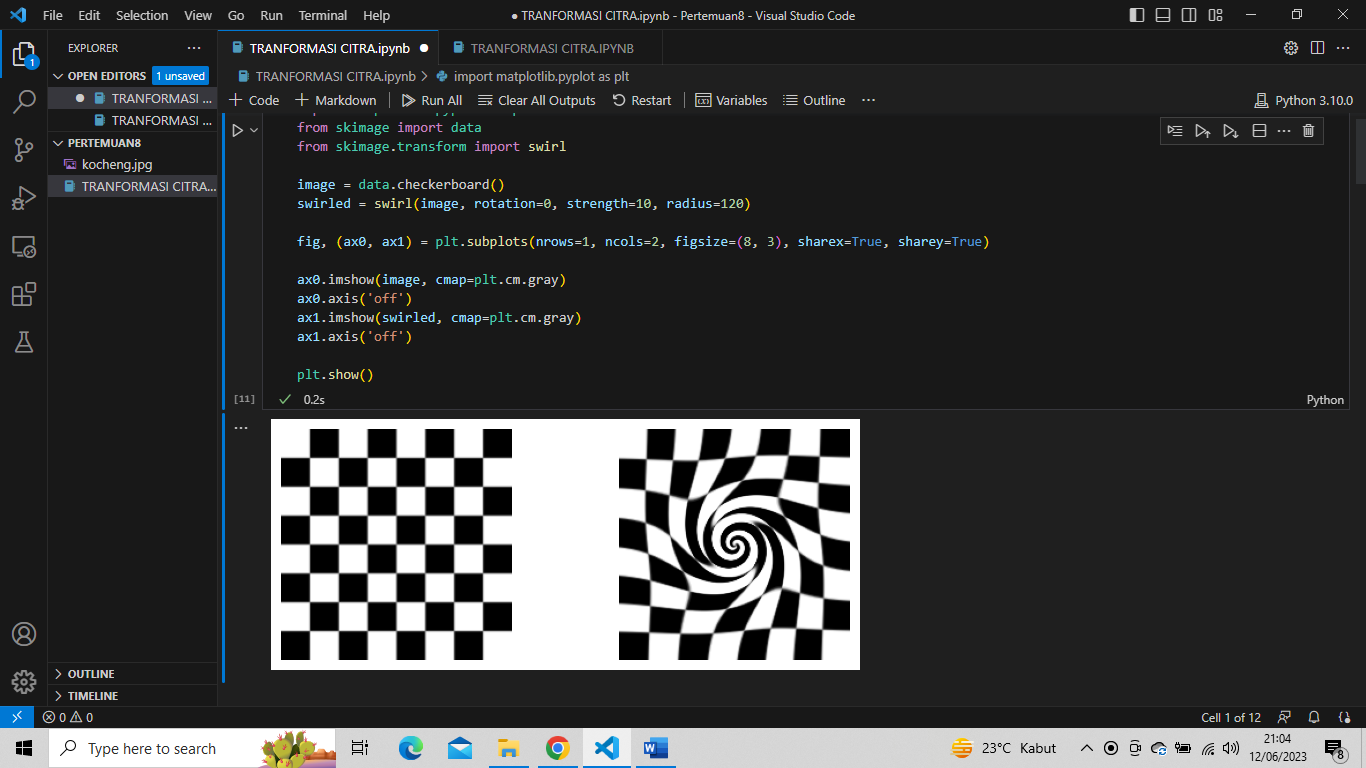 File Edit Selection View Go Run Terminal Help
● TRANFORMASI CITRA.ipynb - Pertemuan8 - Visual Studio Code
EXPLORER ···
TRANFORMASI CITRA.ipynb ●
TRANFORMASI CITRA.IPYNB
OPEN EDITORS 1 unsaved
● TRANFORMASI ...
TRANFORMASI ...
PERTEMUAN8
kocheng.jpg
TRANFORMASI CITRA...
OUTLINE
TIMELINE
TRANFORMASI CITRA.ipynb > import matplotlib.pyplot as plt
+ Code + Markdown Run All Clear All Outputs Restart Variables Outline ···
Python 3.10.0
from skimage import data
from skimage.transform import swirl
image = data.checkerboard()
swirled = swirl(image, rotation=0, strength=10, radius=120)
fig, (ax0, ax1) = plt.subplots(nrows=1, ncols=2, figsize=(8, 3), sharex=True, sharey=True)
ax0.imshow(image, cmap=plt.cm.gray)
ax0.axis('off')
ax1.imshow(swirled, cmap=plt.cm.gray)
ax1.axis('off')
plt.show()
[11] ✓ 0.2s
Python
1
0 0
Cell 1 of 12
Type here to search
23°C Kabut
21:04
12/06/2023
8